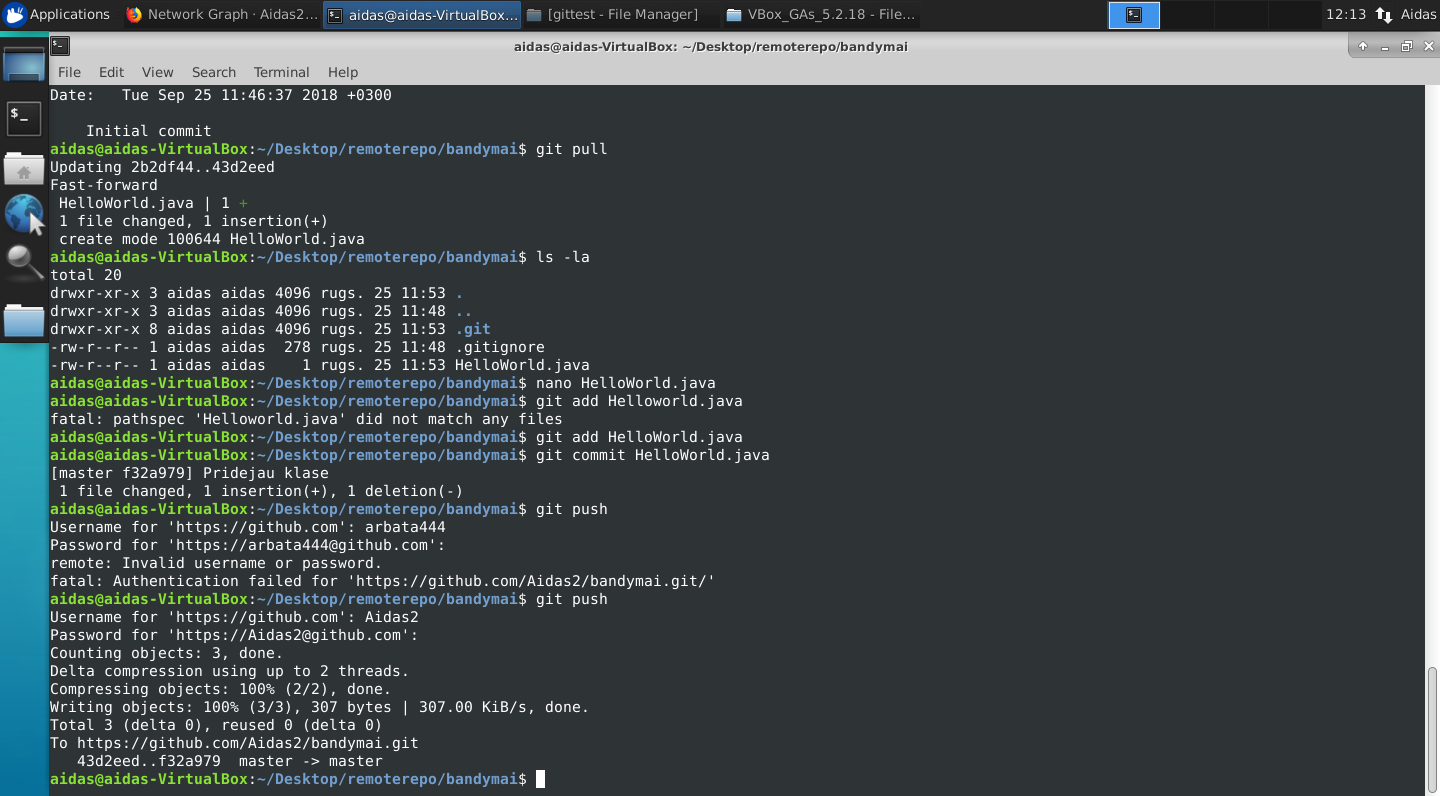 Applications
Network Graph · Aidas2...
aidas@aidas-VirtualBox...
[gittest - File Manager]
VBox_GAs_5.2.18 - File...
12:13
Aidas
aidas@aidas-VirtualBox: ~/Desktop/remoterepo/bandymai
File Edit View Search Terminal Help
Date:   Tue Sep 25 11:46:37 2018 +0300
    Initial commit
aidas@aidas-VirtualBox:~/Desktop/remoterepo/bandymai$ git pull
Updating 2b2df44..43d2eed
Fast-forward
 HelloWorld.java | 1 +
 1 file changed, 1 insertion(+)
 create mode 100644 HelloWorld.java
aidas@aidas-VirtualBox:~/Desktop/remoterepo/bandymai$ ls -la
total 20
drwxr-xr-x 3 aidas aidas 4096 rugs. 25 11:53 .
drwxr-xr-x 3 aidas aidas 4096 rugs. 25 11:48 ..
drwxr-xr-x 8 aidas aidas 4096 rugs. 25 11:53 .git
-rw-r--r-- 1 aidas aidas  278 rugs. 25 11:48 .gitignore
-rw-r--r-- 1 aidas aidas    1 rugs. 25 11:53 HelloWorld.java
aidas@aidas-VirtualBox:~/Desktop/remoterepo/bandymai$ nano HelloWorld.java
aidas@aidas-VirtualBox:~/Desktop/remoterepo/bandymai$ git add Helloworld.java
fatal: pathspec 'Helloworld.java' did not match any files
aidas@aidas-VirtualBox:~/Desktop/remoterepo/bandymai$ git add HelloWorld.java
aidas@aidas-VirtualBox:~/Desktop/remoterepo/bandymai$ git commit HelloWorld.java
[master f32a979] Pridejau klase
 1 file changed, 1 insertion(+), 1 deletion(-)
aidas@aidas-VirtualBox:~/Desktop/remoterepo/bandymai$ git push
Username for 'https://github.com': arbata444
Password for 'https://arbata444@github.com':
remote: Invalid username or password.
fatal: Authentication failed for 'https://github.com/Aidas2/bandymai.git/'
aidas@aidas-VirtualBox:~/Desktop/remoterepo/bandymai$ git push
Username for 'https://github.com': Aidas2
Password for 'https://Aidas2@github.com':
Counting objects: 3, done.
Delta compression using up to 2 threads.
Compressing objects: 100% (2/2), done.
Writing objects: 100% (3/3), 307 bytes | 307.00 KiB/s, done.
Total 3 (delta 0), reused 0 (delta 0)
To https://github.com/Aidas2/bandymai.git
   43d2eed..f32a979  master -> master
aidas@aidas-VirtualBox:~/Desktop/remoterepo/bandymai$